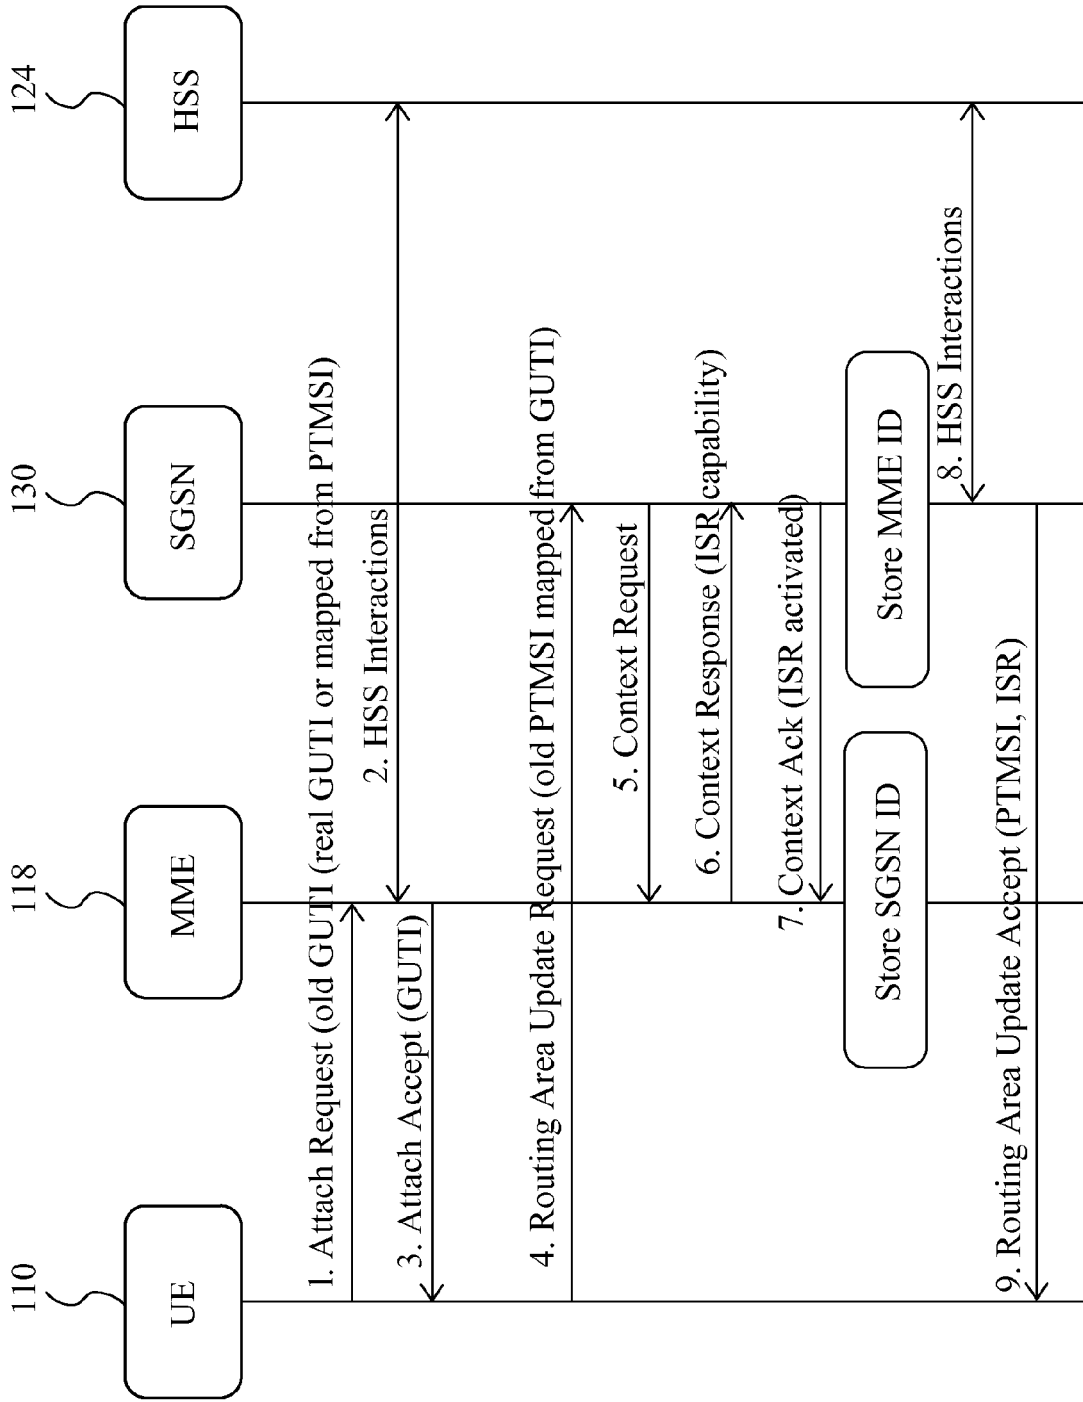 110
118
130
124
UE
MME
SGSN
HSS
1. Attach Request (old GUTI (real GUTI or mapped from PTMSI)
2. HSS Interactions
3. Attach Accept (GUTI)
4. Routing Area Update Request (old PTMSI mapped from GUTI)
5. Context Request
6. Context Response (ISR capability)
7. Context Ack (ISR activated)
Store SGSN ID
Store MME ID
8. HSS Interactions
9. Routing Area Update Accept (PTMSI, ISR)